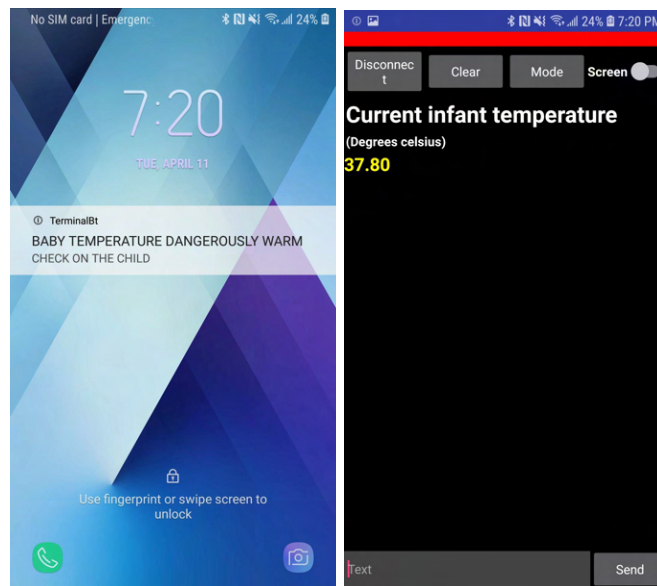 No SIM card | Emergenc
24%
7:20
TUE, APRIL 11
TerminalBt
BABY TEMPERATURE DANGEROUSLY WARM
CHECK ON THE CHILD
Use fingerprint or swipe screen to
unlock
24% 7:20 PM
Disconnec
t
Clear
Mode
Screen
Current infant temperature
(Degrees celsius)
37.80
Text
Send